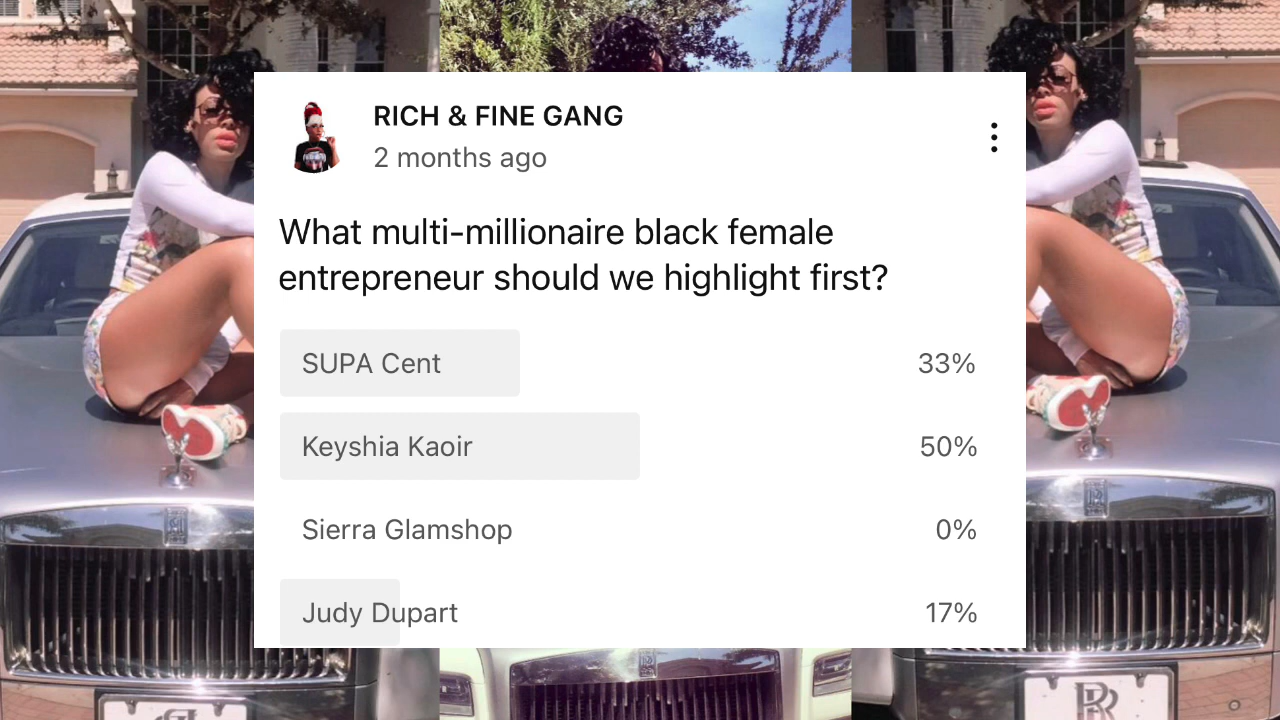 RICH & FINE GANG
2 months ago
What multi-millionaire black female
entrepreneur should we highlight first?
SUPA Cent 33%
Keyshia Kaoir 50%
Sierra Glamshop 0%
Judy Dupart 17%